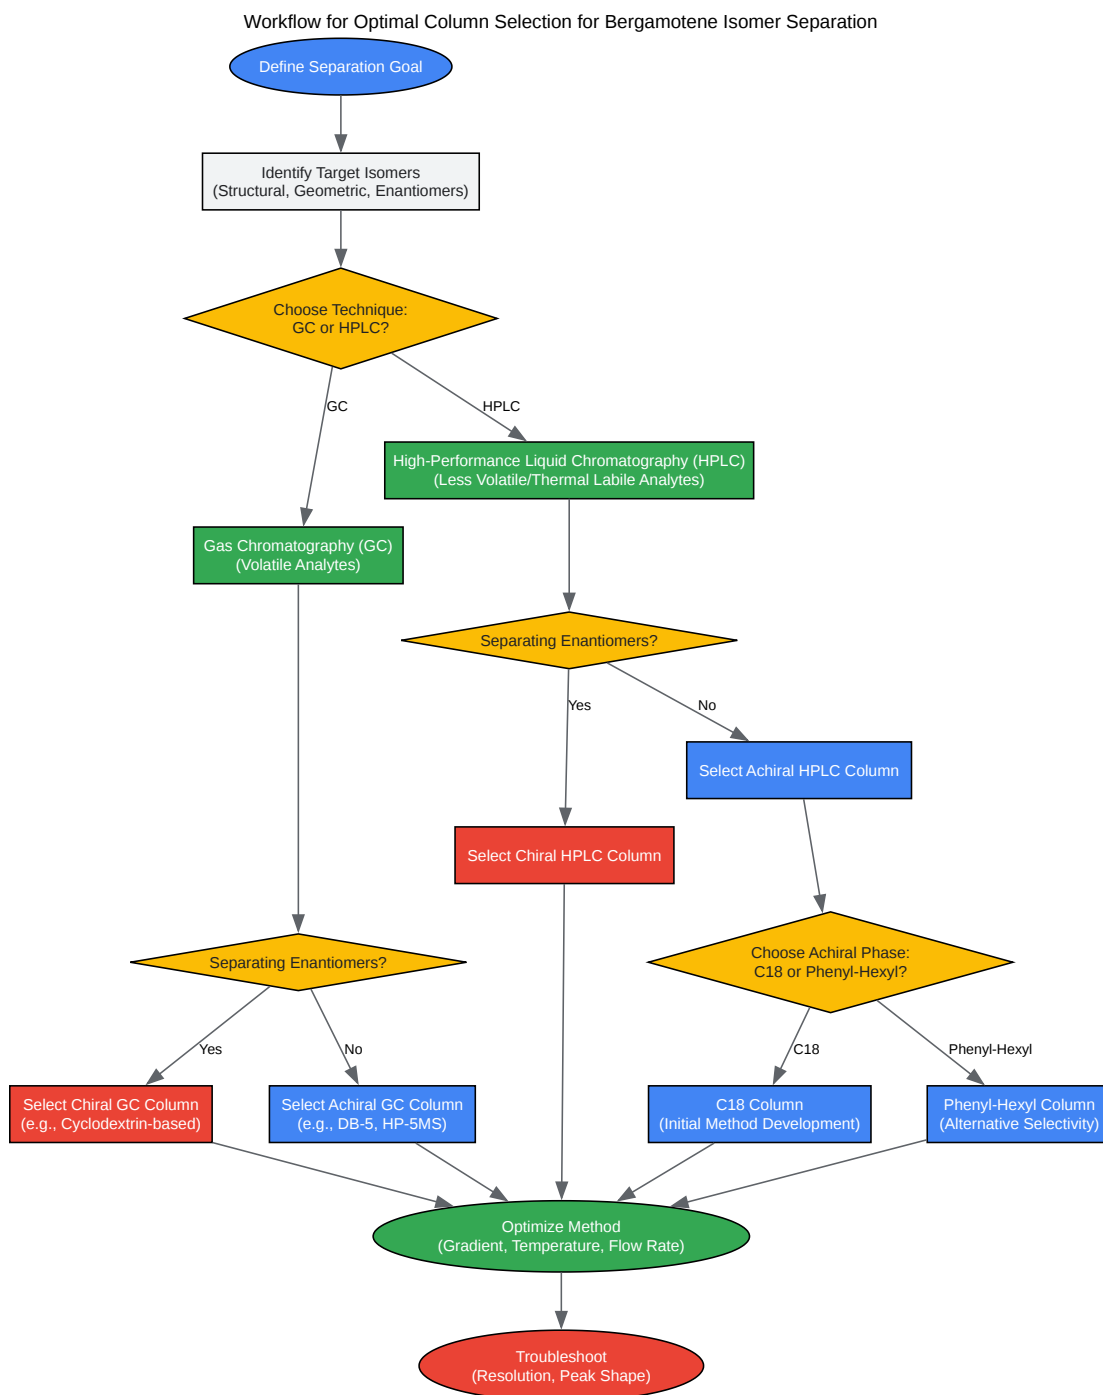 Workflow for Optimal Column Selection for Bergamotene Isomer Separation
Define Separation Goal
Identify Target Isomers
(Structural, Geometric, Enantiomers)
Choose Technique:
GC or HPLC?
GC
HPLC
High-Performance Liquid Chromatography (HPLC)
(Less Volatile/Thermal Labile Analytes)
Gas Chromatography (GC)
(Volatile Analytes)
Separating Enantiomers?
Yes
No
Select Achiral HPLC Column
Select Chiral HPLC Column
Separating Enantiomers?
Choose Achiral Phase:
C18 or Phenyl-Hexyl?
Yes
No
C18
Phenyl-Hexyl
Select Chiral GC Column
(e.g., Cyclodextrin-based)
Select Achiral GC Column
(e.g., DB-5, HP-5MS)
C18 Column
(Initial Method Development)
Phenyl-Hexyl Column
(Alternative Selectivity)
Optimize Method
(Gradient, Temperature, Flow Rate)
Troubleshoot
(Resolution, Peak Shape)